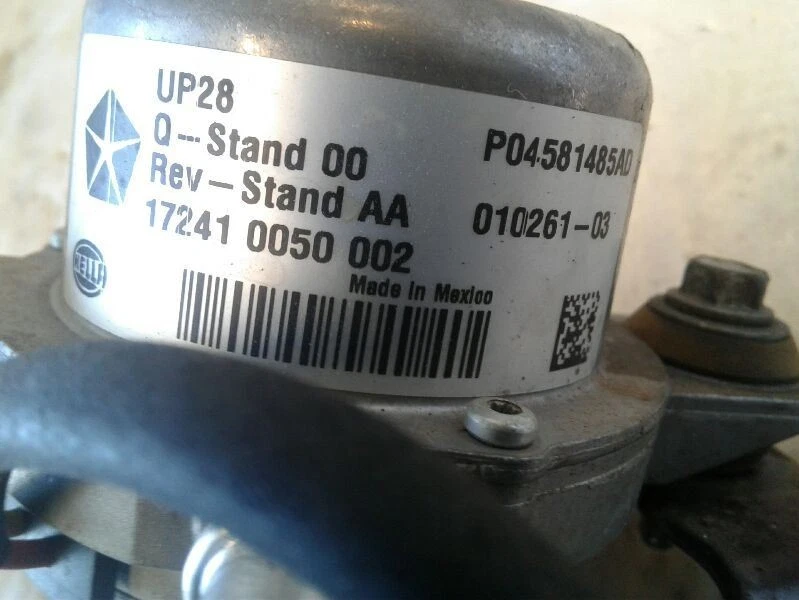 UP28
Q--Stand 00
Rev-Stand AA
17241 0050 002
P04581485AD
010261-03
Made in Mexico
HELLA